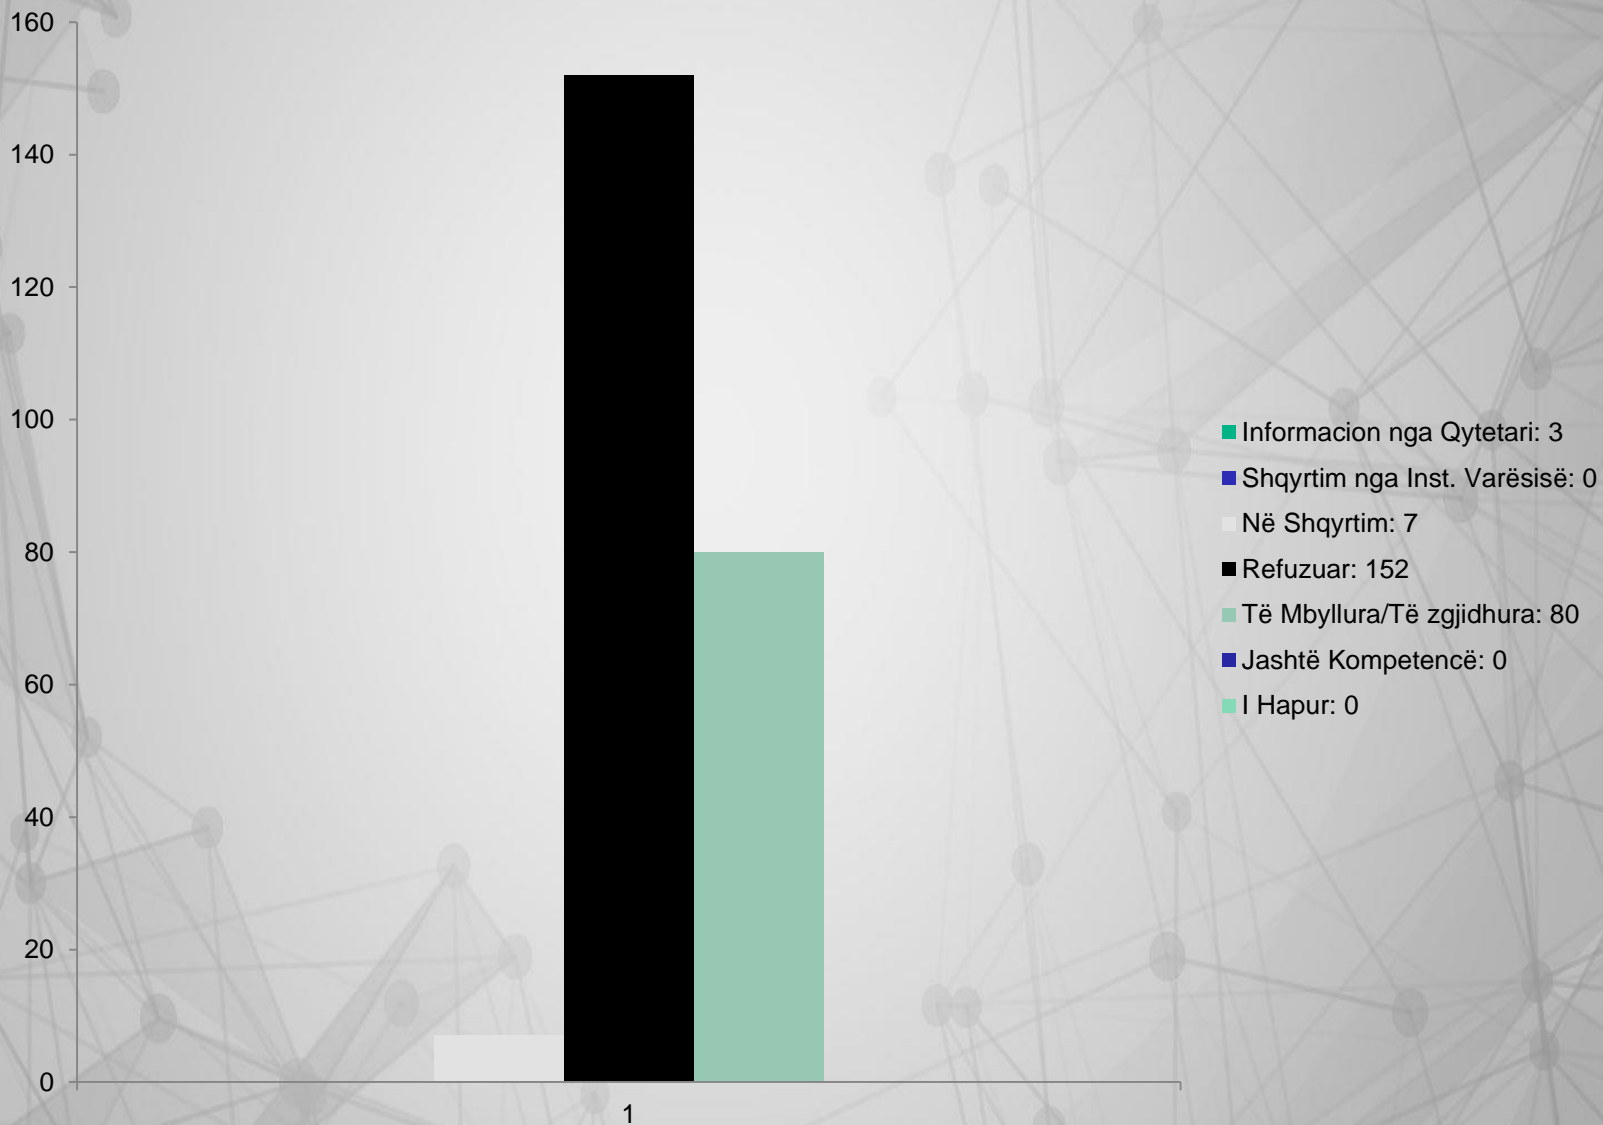 160
140
120
100
80
60
40
20
0
1
Informacion nga Qytetari: 3
Shqyrtim nga Inst. Varësisë: 0
Në Shqyrtim: 7
Refuzuar: 152
Të Mbyllura/Të zgjidhura: 80
Jashtë Kompetencë: 0
I Hapur: 0